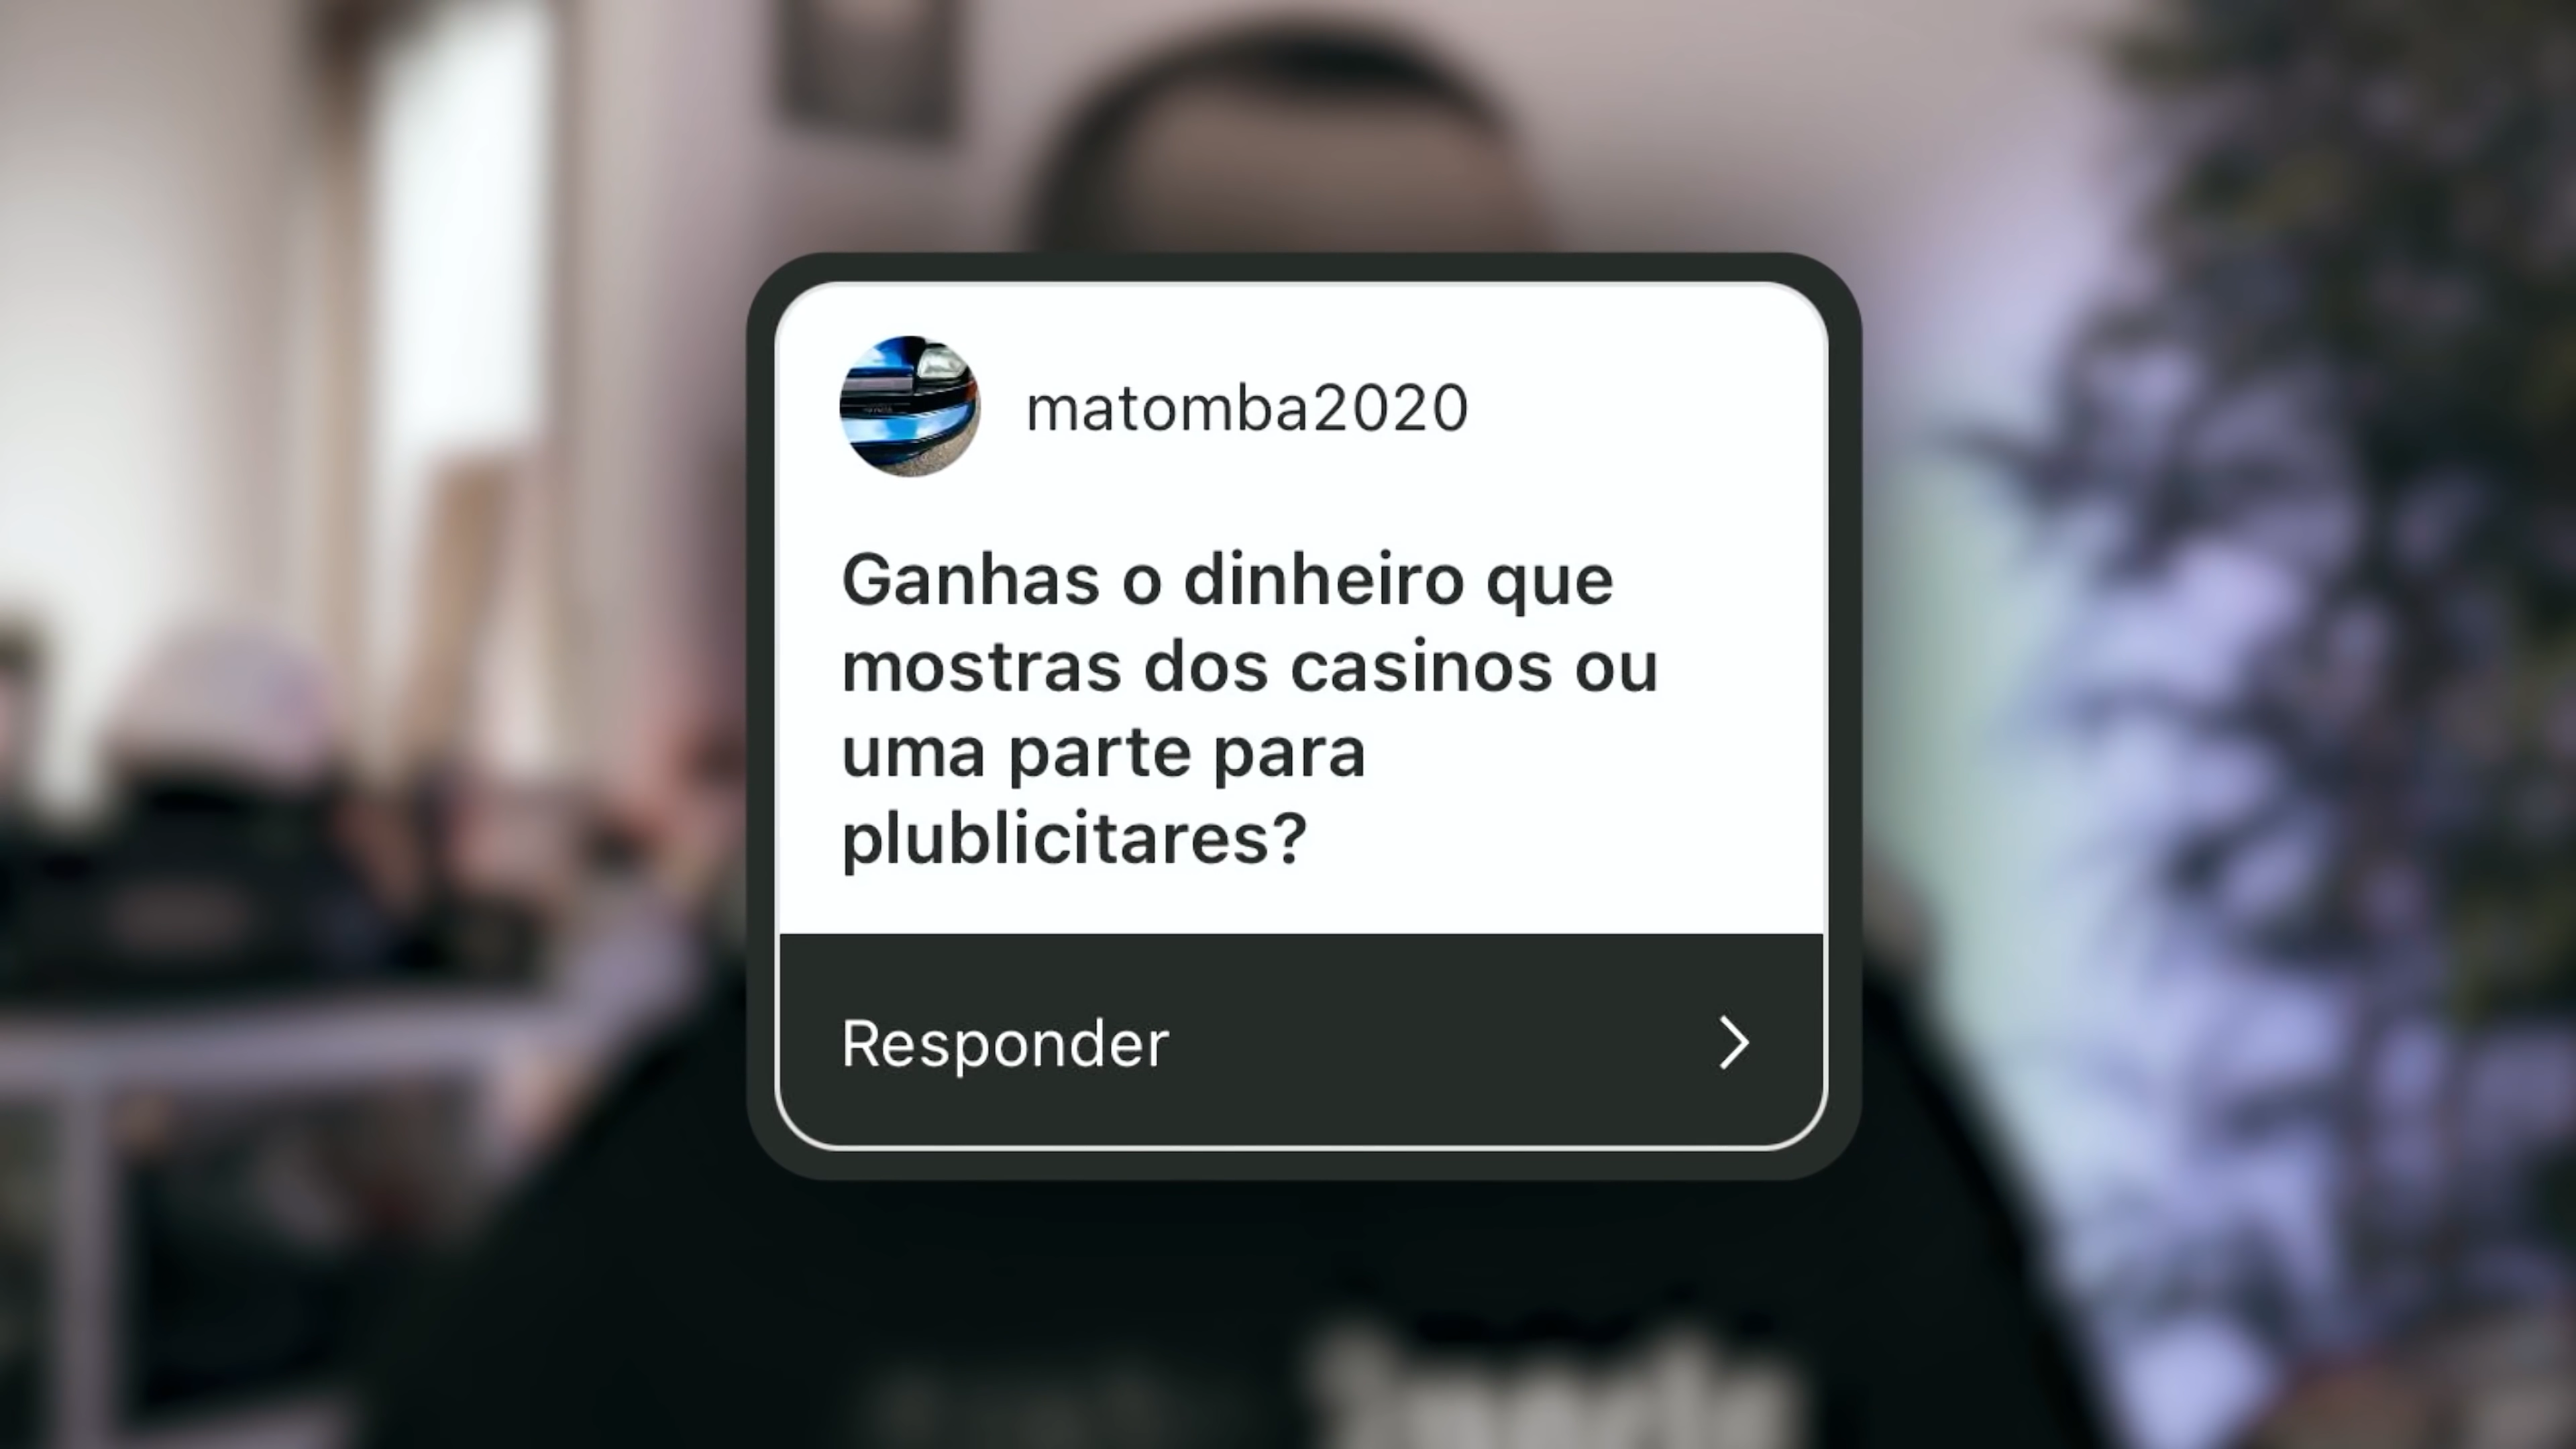 matomba2020
Ganhas o dinheiro que
mostras dos casinos ou
uma parte para
plublicitares?
Responder